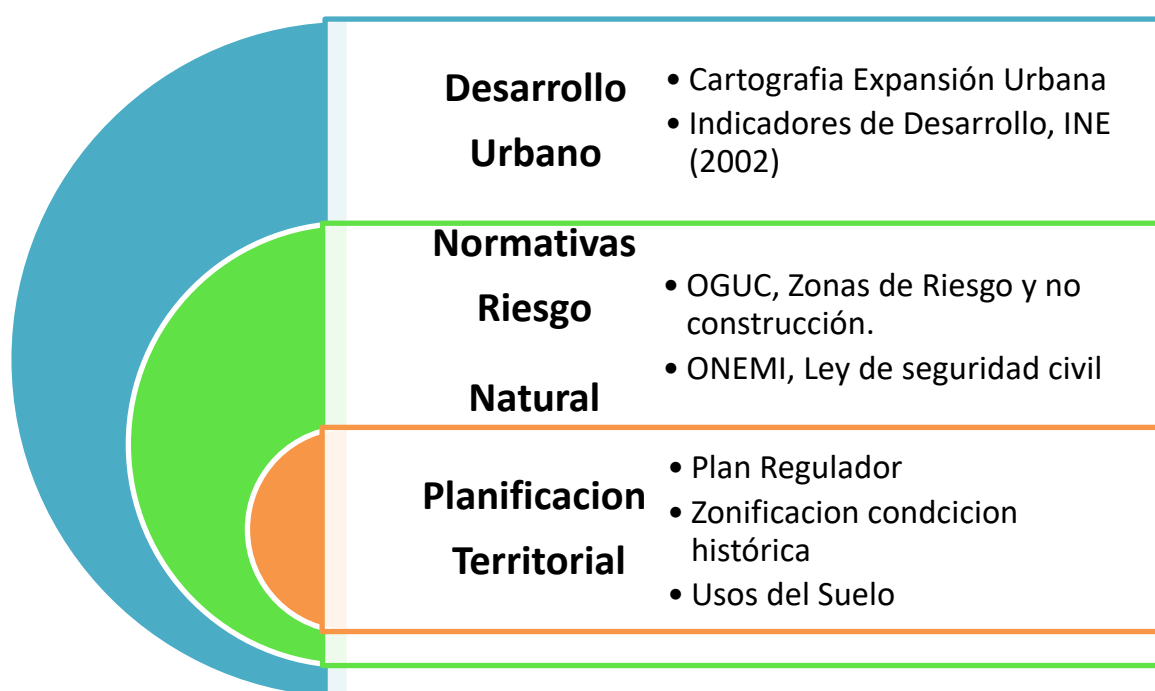 Desarrollo
Urbano
• Cartografia Expansión Urbana
• Indicadores de Desarrollo, INE
(2002)
Normativas
Riesgo
Natural
• OGUC, Zonas de Riesgo y no
construcción.
• ONEMI, Ley de seguridad civil
Planificacion
Territorial
• Plan Regulador
• Zonificacion condcicion
histórica
• Usos del Suelo